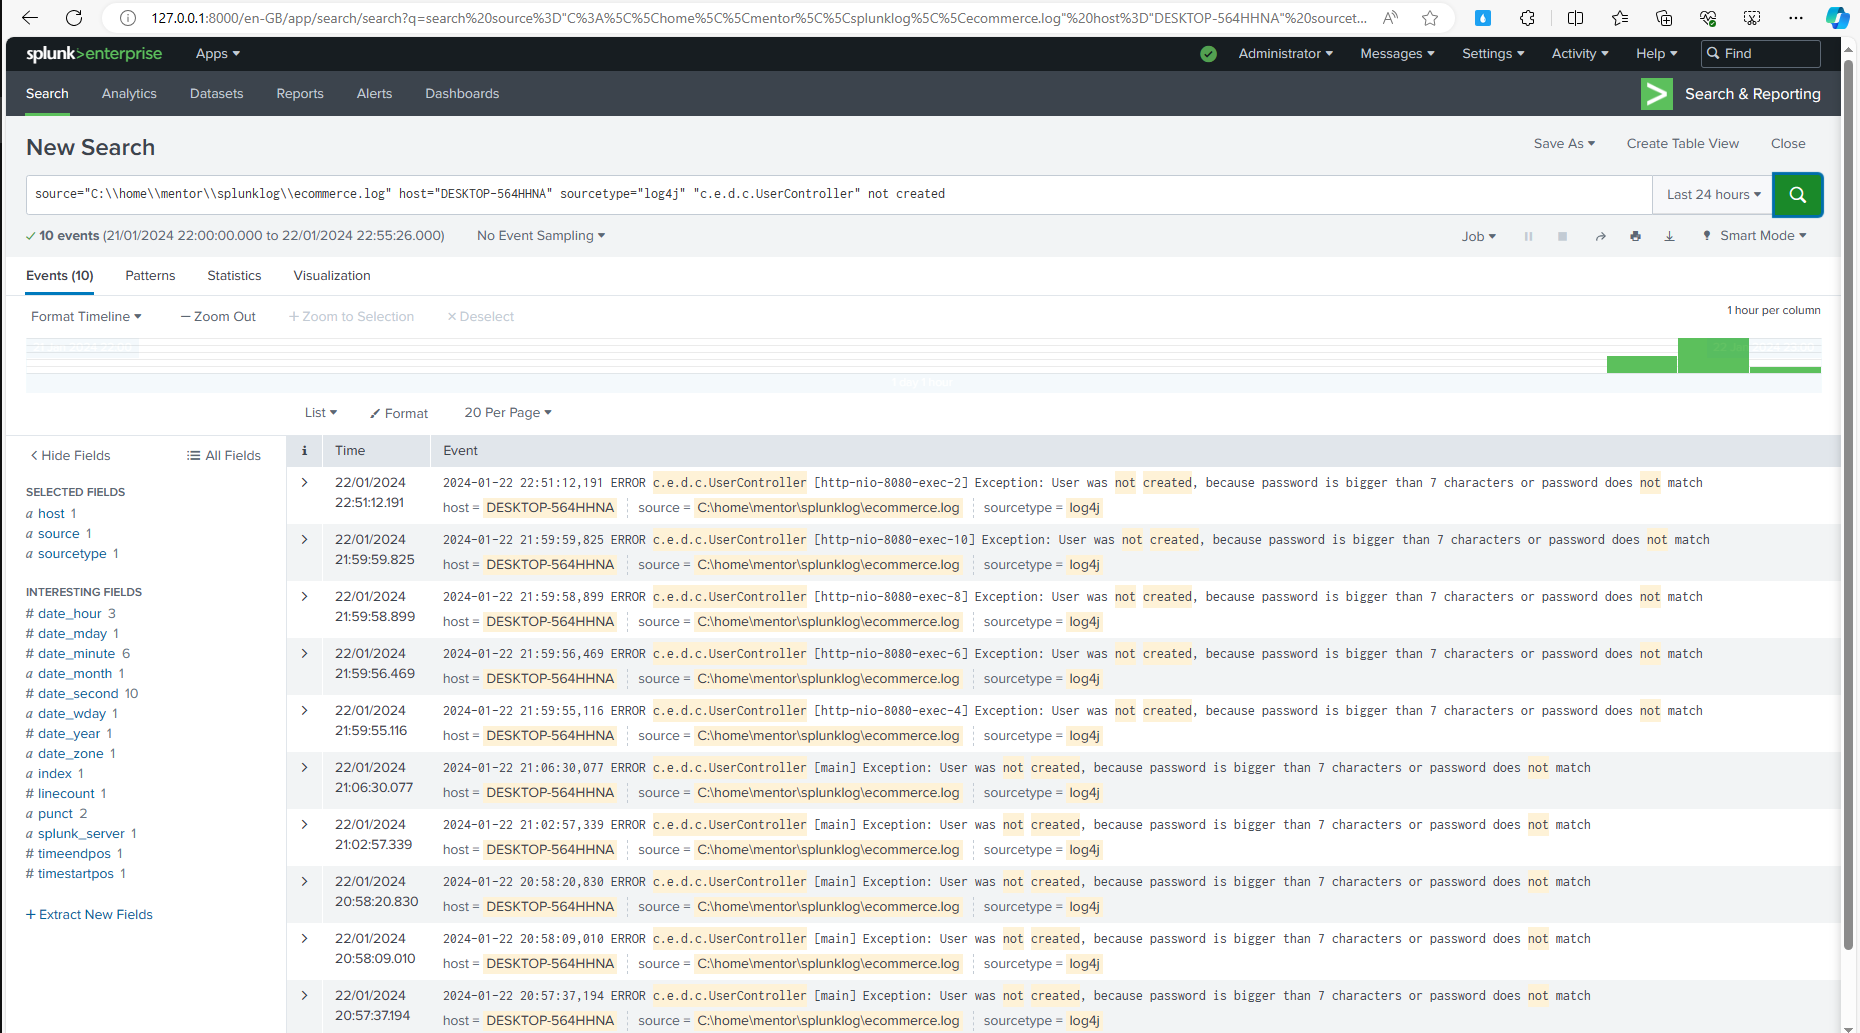 127.0.0.1:8000/en-GB/app/search/search?q=search%20source%3D"C%3A%5C%5Chome%5C%5Cmentor%5C%5Csplunklog%5C%5Cecommerce.log"%20host%3D"DESKTOP-564HHNA"%20sourcet...
splunk>enterprise Apps Administrator Messages Settings Activity Help Find
Search Analytics Datasets Reports Alerts Dashboards Search & Reporting
New Search Save As Create Table View Close
source="C:\\home\\mentor\\splunklog\\ecommerce.log" host="DESKTOP-564HHNA" sourcetype="log4j" "c.e.d.c.UserController" not created Last 24 hours
10 events (21/01/2024 22:00:00.000 to 22/01/2024 22:55:26.000) No Event Sampling Job Smart Mode
Events (10) Patterns Statistics Visualization
Format Timeline — Zoom Out + Zoom to Selection × Deselect 1 hour per column
List Format 20 Per Page
Hide Fields All Fields
SELECTED FIELDS
a host 1
a source 1
a sourcetype 1
INTERESTING FIELDS
# date_hour 3
# date_mday 1
# date_minute 6
a date_month 1
# date_second 10
a date_wday 1
# date_year 1
a date_zone 1
a index 1
# linecount 1
a punct 2
a splunk_server 1
# timeendpos 1
# timestartpos 1
+ Extract New Fields
i Time Event
22/01/2024 2024-01-22 22:51:12,191 ERROR c.e.d.c.UserController [http-nio-8080-exec-2] Exception: User was not created, because password is bigger than 7 characters or password does not match
22:51:12.191 host = DESKTOP-564HHNA source = C:\home\mentor\splunklog\ecommerce.log sourcetype = log4j
22/01/2024 2024-01-22 21:59:59,825 ERROR c.e.d.c.UserController [http-nio-8080-exec-10] Exception: User was not created, because password is bigger than 7 characters or password does not match
21:59:59.825 host = DESKTOP-564HHNA source = C:\home\mentor\splunklog\ecommerce.log sourcetype = log4j
22/01/2024 2024-01-22 21:59:58,899 ERROR c.e.d.c.UserController [http-nio-8080-exec-8] Exception: User was not created, because password is bigger than 7 characters or password does not match
21:59:58.899 host = DESKTOP-564HHNA source = C:\home\mentor\splunklog\ecommerce.log sourcetype = log4j
22/01/2024 2024-01-22 21:59:56,469 ERROR c.e.d.c.UserController [http-nio-8080-exec-6] Exception: User was not created, because password is bigger than 7 characters or password does not match
21:59:56.469 host = DESKTOP-564HHNA source = C:\home\mentor\splunklog\ecommerce.log sourcetype = log4j
22/01/2024 2024-01-22 21:59:55,116 ERROR c.e.d.c.UserController [http-nio-8080-exec-4] Exception: User was not created, because password is bigger than 7 characters or password does not match
21:59:55.116 host = DESKTOP-564HHNA source = C:\home\mentor\splunklog\ecommerce.log sourcetype = log4j
22/01/2024 2024-01-22 21:06:30,077 ERROR c.e.d.c.UserController [main] Exception: User was not created, because password is bigger than 7 characters or password does not match
21:06:30.077 host = DESKTOP-564HHNA source = C:\home\mentor\splunklog\ecommerce.log sourcetype = log4j
22/01/2024 2024-01-22 21:02:57,339 ERROR c.e.d.c.UserController [main] Exception: User was not created, because password is bigger than 7 characters or password does not match
21:02:57.339 host = DESKTOP-564HHNA source = C:\home\mentor\splunklog\ecommerce.log sourcetype = log4j
22/01/2024 2024-01-22 20:58:20,830 ERROR c.e.d.c.UserController [main] Exception: User was not created, because password is bigger than 7 characters or password does not match
20:58:20.830 host = DESKTOP-564HHNA source = C:\home\mentor\splunklog\ecommerce.log sourcetype = log4j
22/01/2024 2024-01-22 20:58:09,010 ERROR c.e.d.c.UserController [main] Exception: User was not created, because password is bigger than 7 characters or password does not match
20:58:09.010 host = DESKTOP-564HHNA source = C:\home\mentor\splunklog\ecommerce.log sourcetype = log4j
22/01/2024 2024-01-22 20:57:37,194 ERROR c.e.d.c.UserController [main] Exception: User was not created, because password is bigger than 7 characters or password does not match
20:57:37.194 host = DESKTOP-564HHNA source = C:\home\mentor\splunklog\ecommerce.log sourcetype = log4j